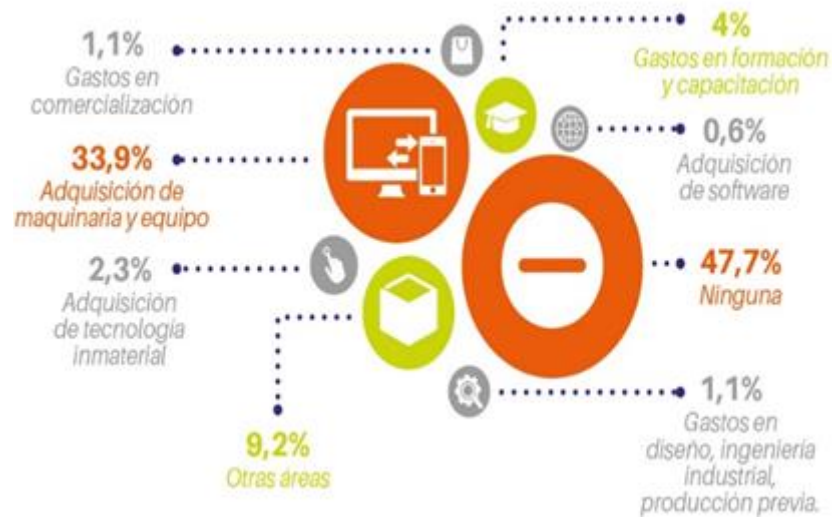 1,1%
Gastos en
comercialización
33,9%
Adquisición de
maquinaria y equipo
2,3%
Adquisición
de tecnología
inmaterial
9,2%
Otras áreas
4%
Gastos en formación
y capacitación
0,6%
Adquisición
de software
47,7%
Ninguna
1,1%
Gastos en
diseño, ingeniería
industrial,
producción previa.